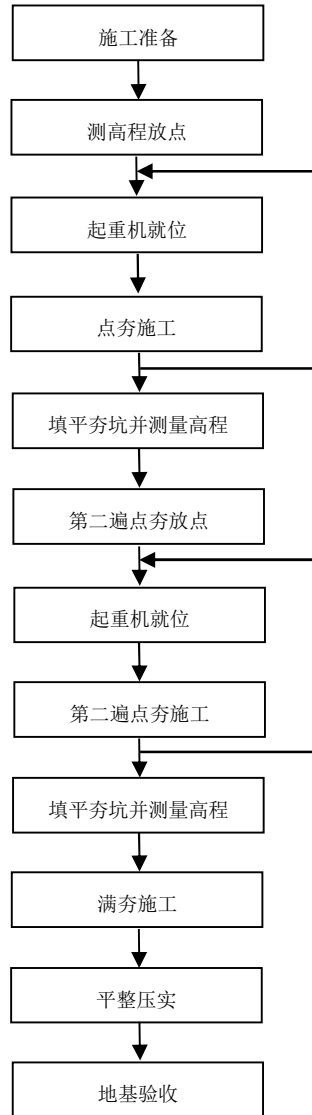 施工准备
测高程放点
起重机就位
点夯施工
填平夯坑并测量高程
第二遍点夯放点
起重机就位
第二遍点夯施工
填平夯坑并测量高程
满夯施工
平整压实
地基验收